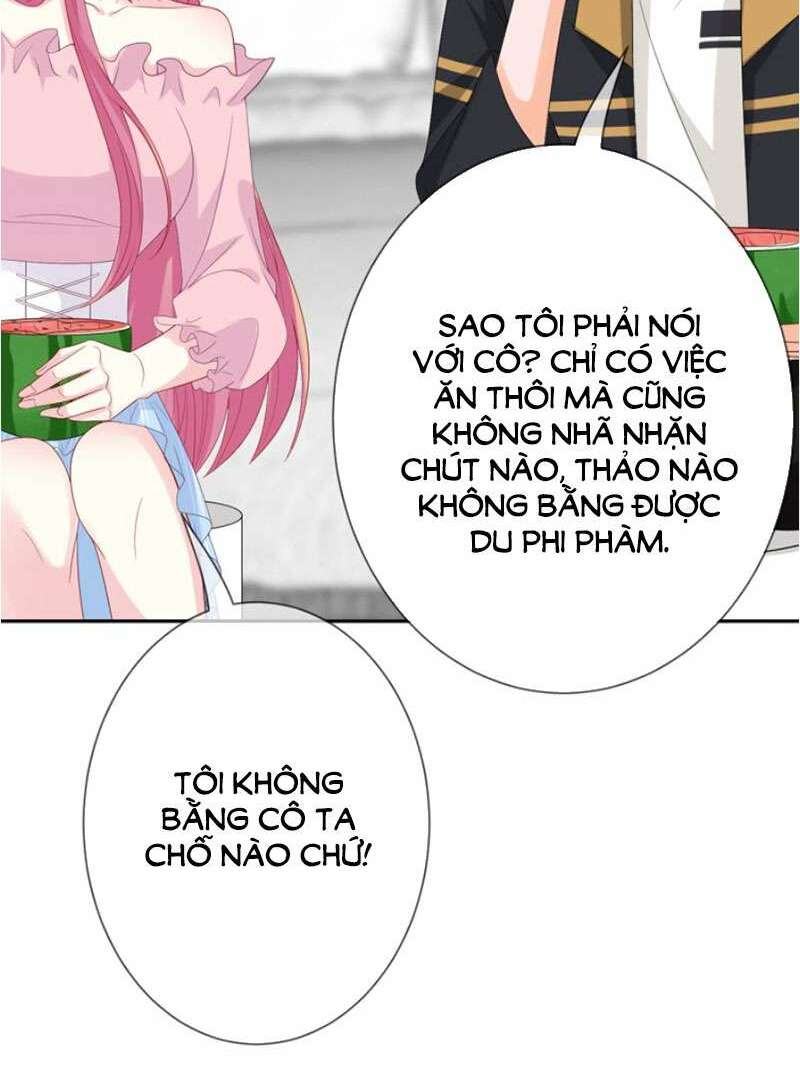 SAO TÔI PHẢI NÓI
VỚI CÔ? CHỈ CÓ VIỆC
ĂN THÔI MÀ CŨNG
KHÔNG NHÃ NHẶN
CHÚT NÀO, THẢO NÀO
KHÔNG BẰNG ĐƯỢC
DU PHI PHÀM.
TÔI KHÔNG
BẰNG CÔ TA
CHỖ NÀO CHỨ!